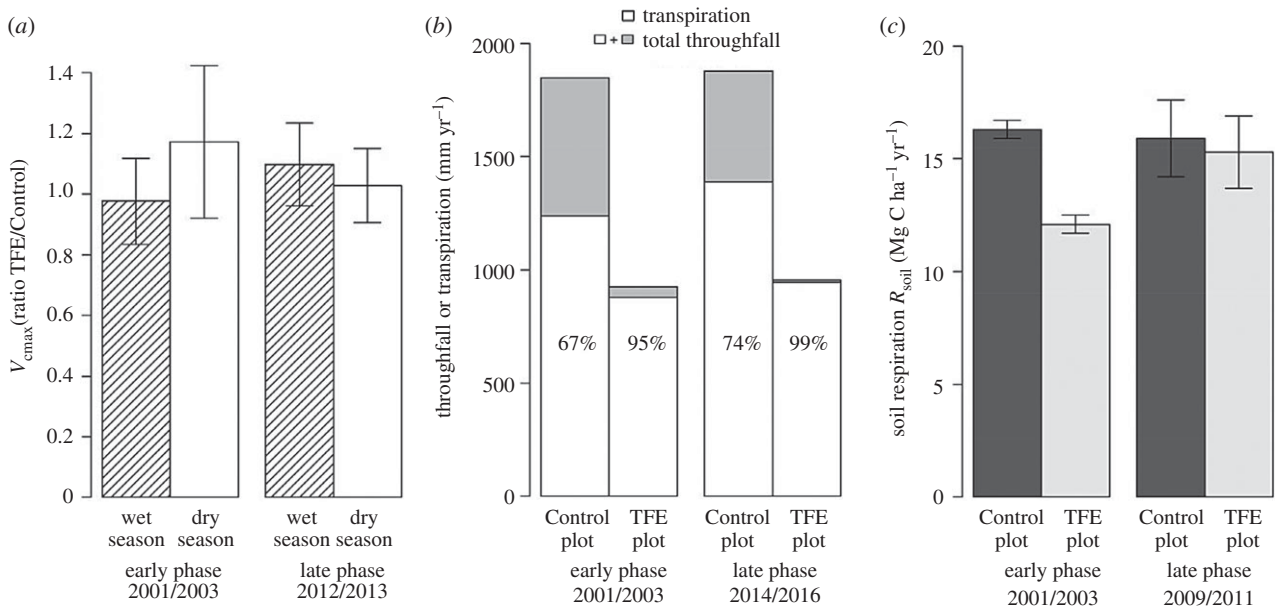 (a)
V_cmax (ratio TFE/Control)
1.4
1.2
1.0
0.8
0.6
0.4
0.2
0
wet season
dry season
wet season
dry season
early phase
2001/2003
late phase
2012/2013
(b)
transpiration
+ total throughfall
throughfall or transpiration (mm yr⁻¹)
2000
1500
1000
500
0
67%
95%
74%
99%
Control plot
TFE plot
Control plot
TFE plot
early phase
2001/2003
late phase
2014/2016
(c)
soil respiration R_soil (Mg C ha⁻¹ yr⁻¹)
20
15
10
5
0
Control plot
TFE plot
Control plot
TFE plot
early phase
2001/2003
late phase
2009/2011